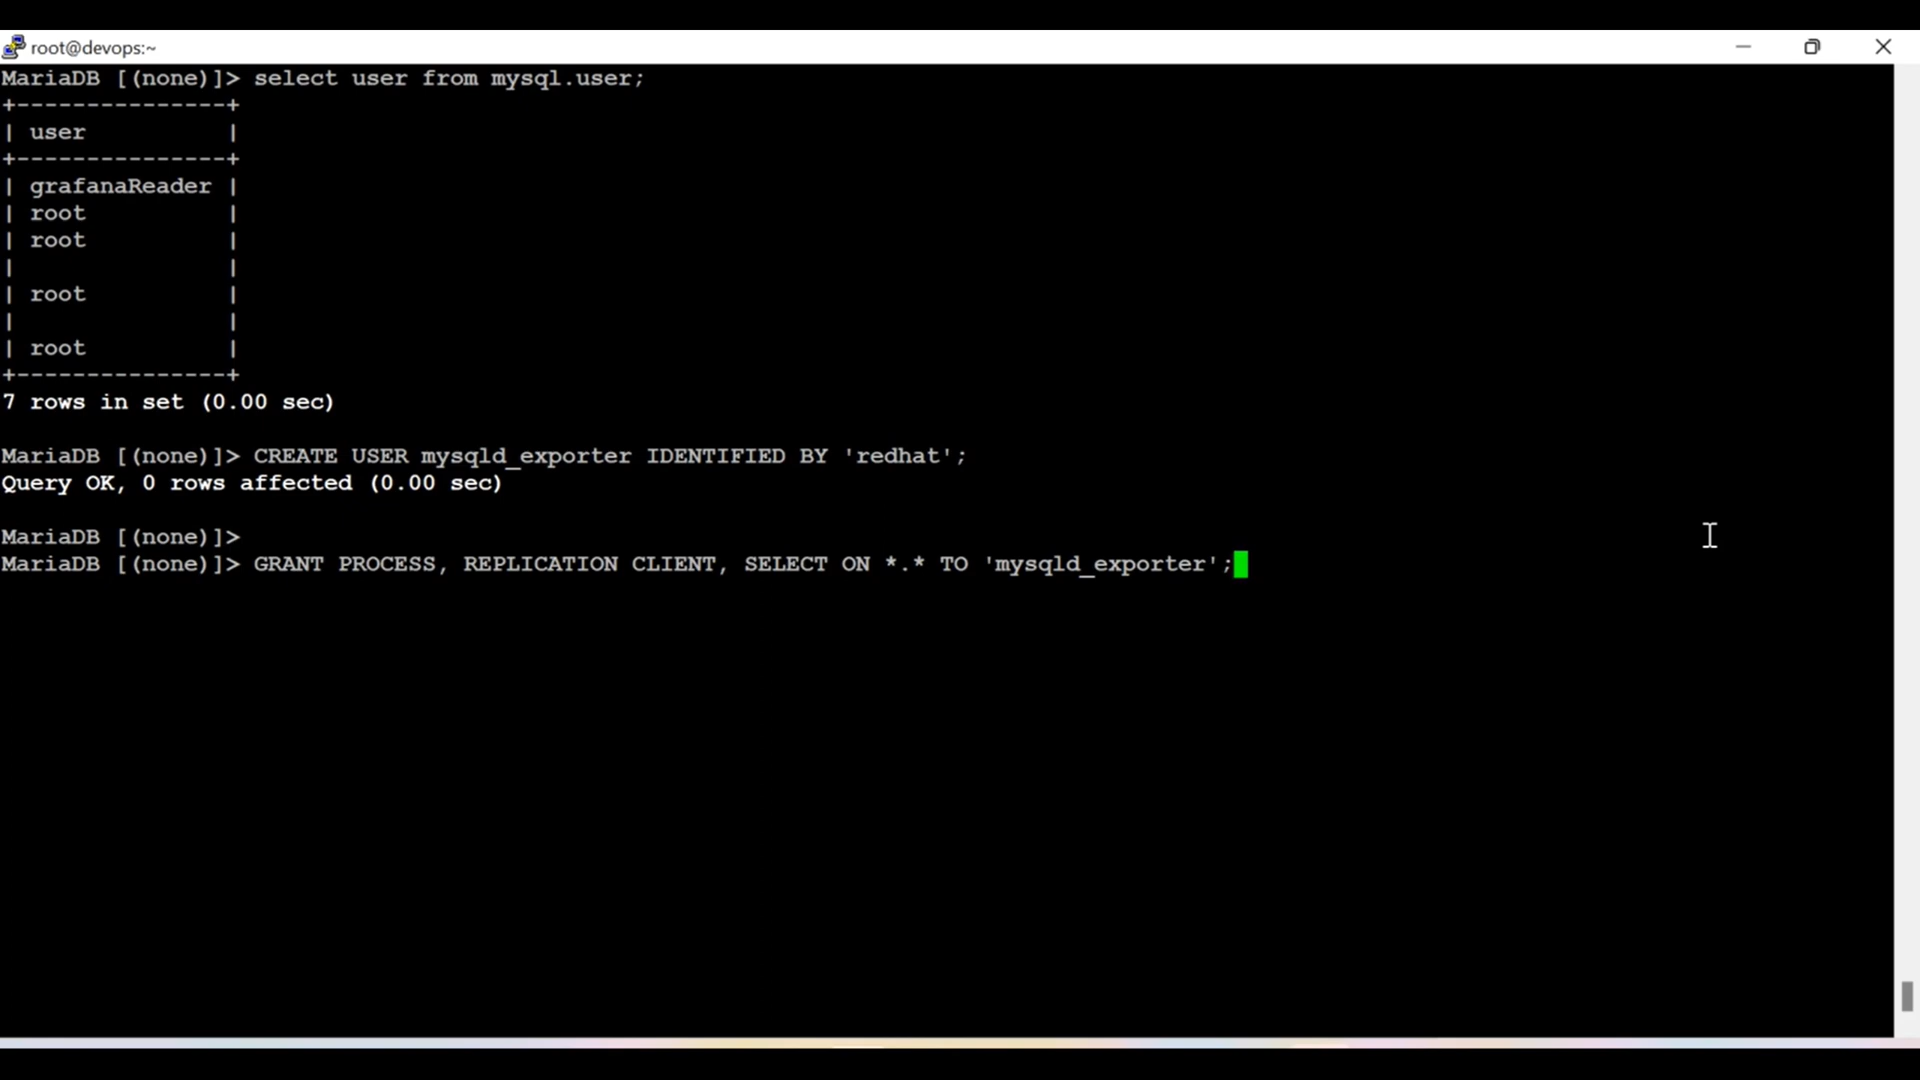 root@devops:~
MariaDB [(none)]> select user from mysql.user;
+---------------+
| user          |
+---------------+
| grafanaReader |
| root          |
| root          |
|               |
| root          |
|               |
| root          |
+---------------+
7 rows in set (0.00 sec)
MariaDB [(none)]> CREATE USER mysqld_exporter IDENTIFIED BY 'redhat';
Query OK, 0 rows affected (0.00 sec)
MariaDB [(none)]>
MariaDB [(none)]> GRANT PROCESS, REPLICATION CLIENT, SELECT ON *.* TO 'mysqld_exporter';